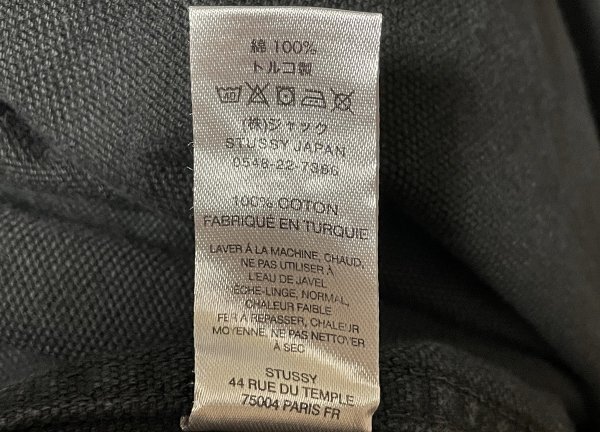 綿 100%
トルコ製
40
(株)ジャック
STUSSY JAPAN
0548-22-7366
100% COTON
FABRIQUÉ EN TURQUIE
LAVER À LA MACHINE, CHAUD,
NE PAS UTILISER À
L'EAU DE JAVEL
SÈCHE-LINGE, NORMAL,
CHALEUR FAIBLE
FER À REPASSER, CHALEUR
MOYENNE, NE PAS NETTOYER
À SEC
STUSSY
44 RUE DU TEMPLE
75004 PARIS FR